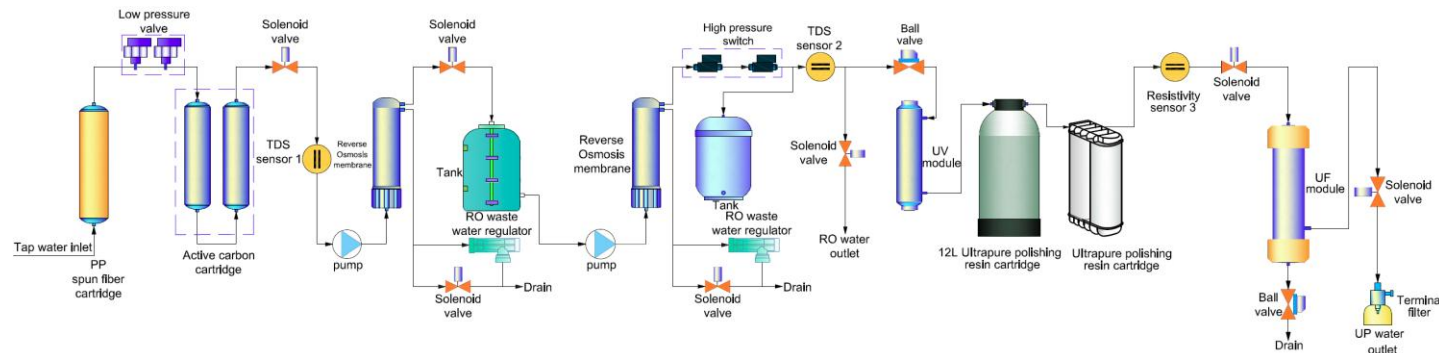 Low pressure
valve
Solenoid
valve
Solenoid
valve
High pressure
switch
TDS
sensor 2
Ball
valve
Tap water inlet
PP
spun fiber
cartridge
Active carbon
cartridge
TDS
sensor 1
pump
Reverse
Osmosis
membrane
Tank
RO waste
water regulator
Drain
Solenoid
valve
pump
Reverse
Osmosis
membrane
Tank
RO waste
water regulator
Drain
Solenoid
valve
Solenoid
valve
RO water
outlet
UV
module
12L Ultrapure polishing
resin cartridge
Ultrapure polishing
resin cartridge
Resistivity
sensor 3
Solenoid
valve
UF
module
Ball
valve
Drain
Solenoid
valve
Termina
filter
UP water
outlet